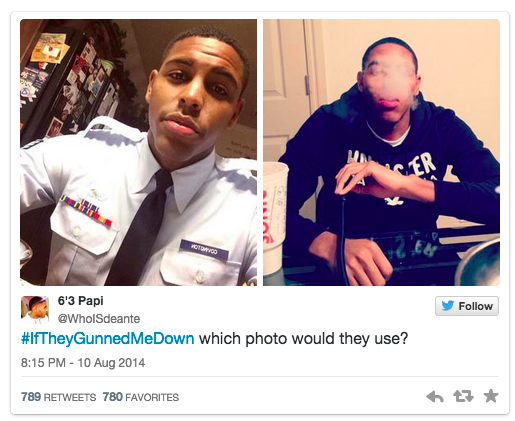 COVINGTON
6'3 Papi
@WhoISdeante
Follow
#IfTheyGunnedMeDown which photo would they use?
8:15 PM - 10 Aug 2014
789 RETWEETS 780 FAVORITES